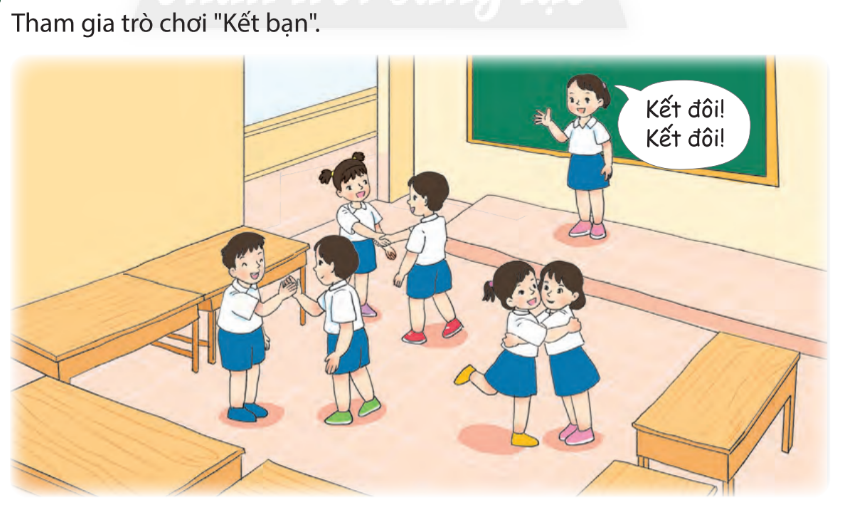 Tham gia trò chơi "Kết bạn".
Kết đôi!
Kết đôi!